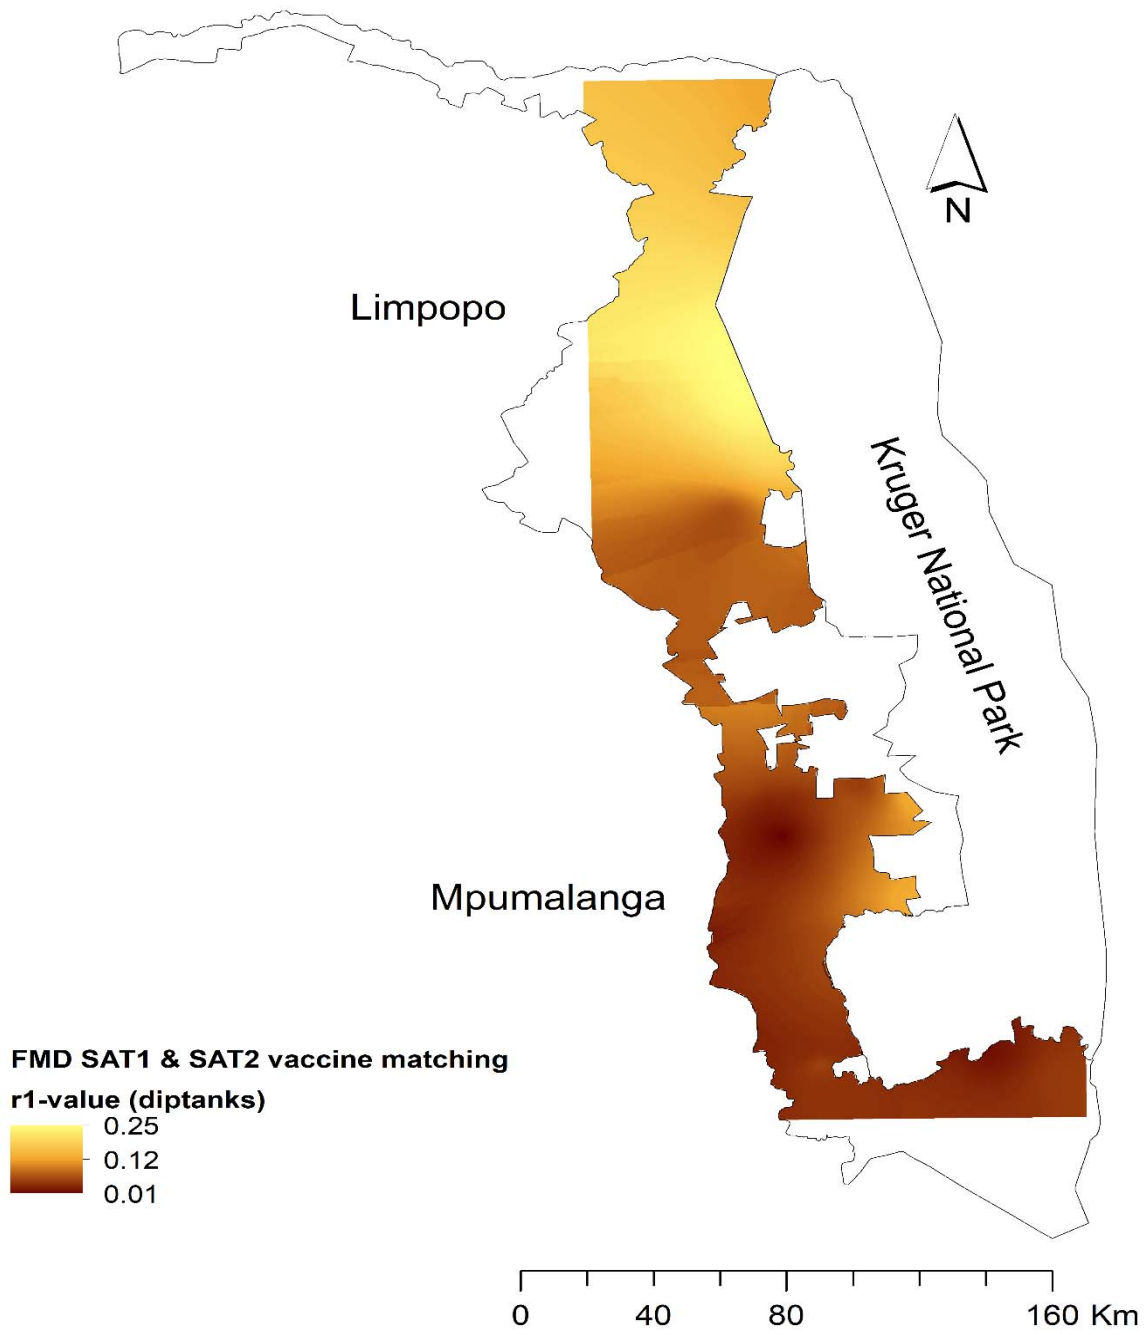 N
Limpopo
Kruger National Park
Mpumalanga
FMD SAT1 & SAT2 vaccine matching
r1-value (diptanks)
0.25
0.12
0.01
0 40 80 160 Km